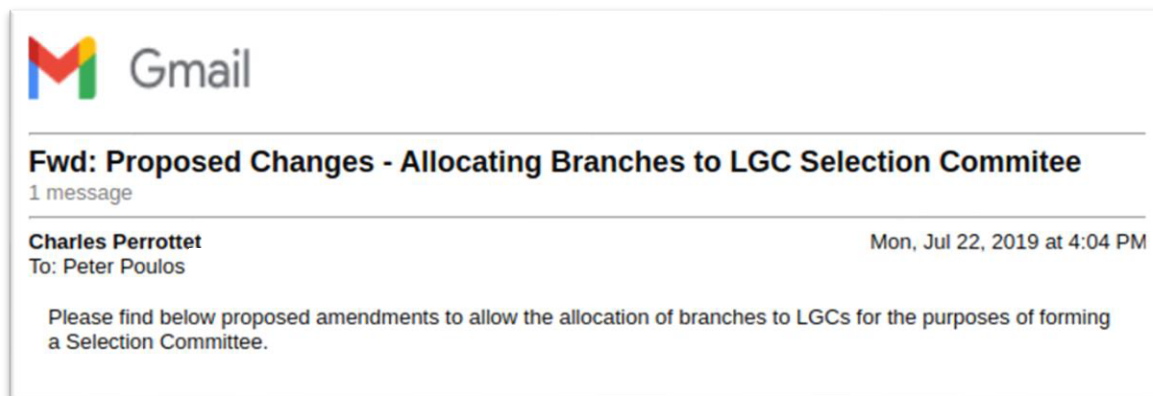 Gmail
Fwd: Proposed Changes - Allocating Branches to LGC Selection Commitee
1 message
Charles Perrottet
Mon, Jul 22, 2019 at 4:04 PM
To: Peter Poulos
Please find below proposed amendments to allow the allocation of branches to LGCs for the purposes of forming
a Selection Committee.